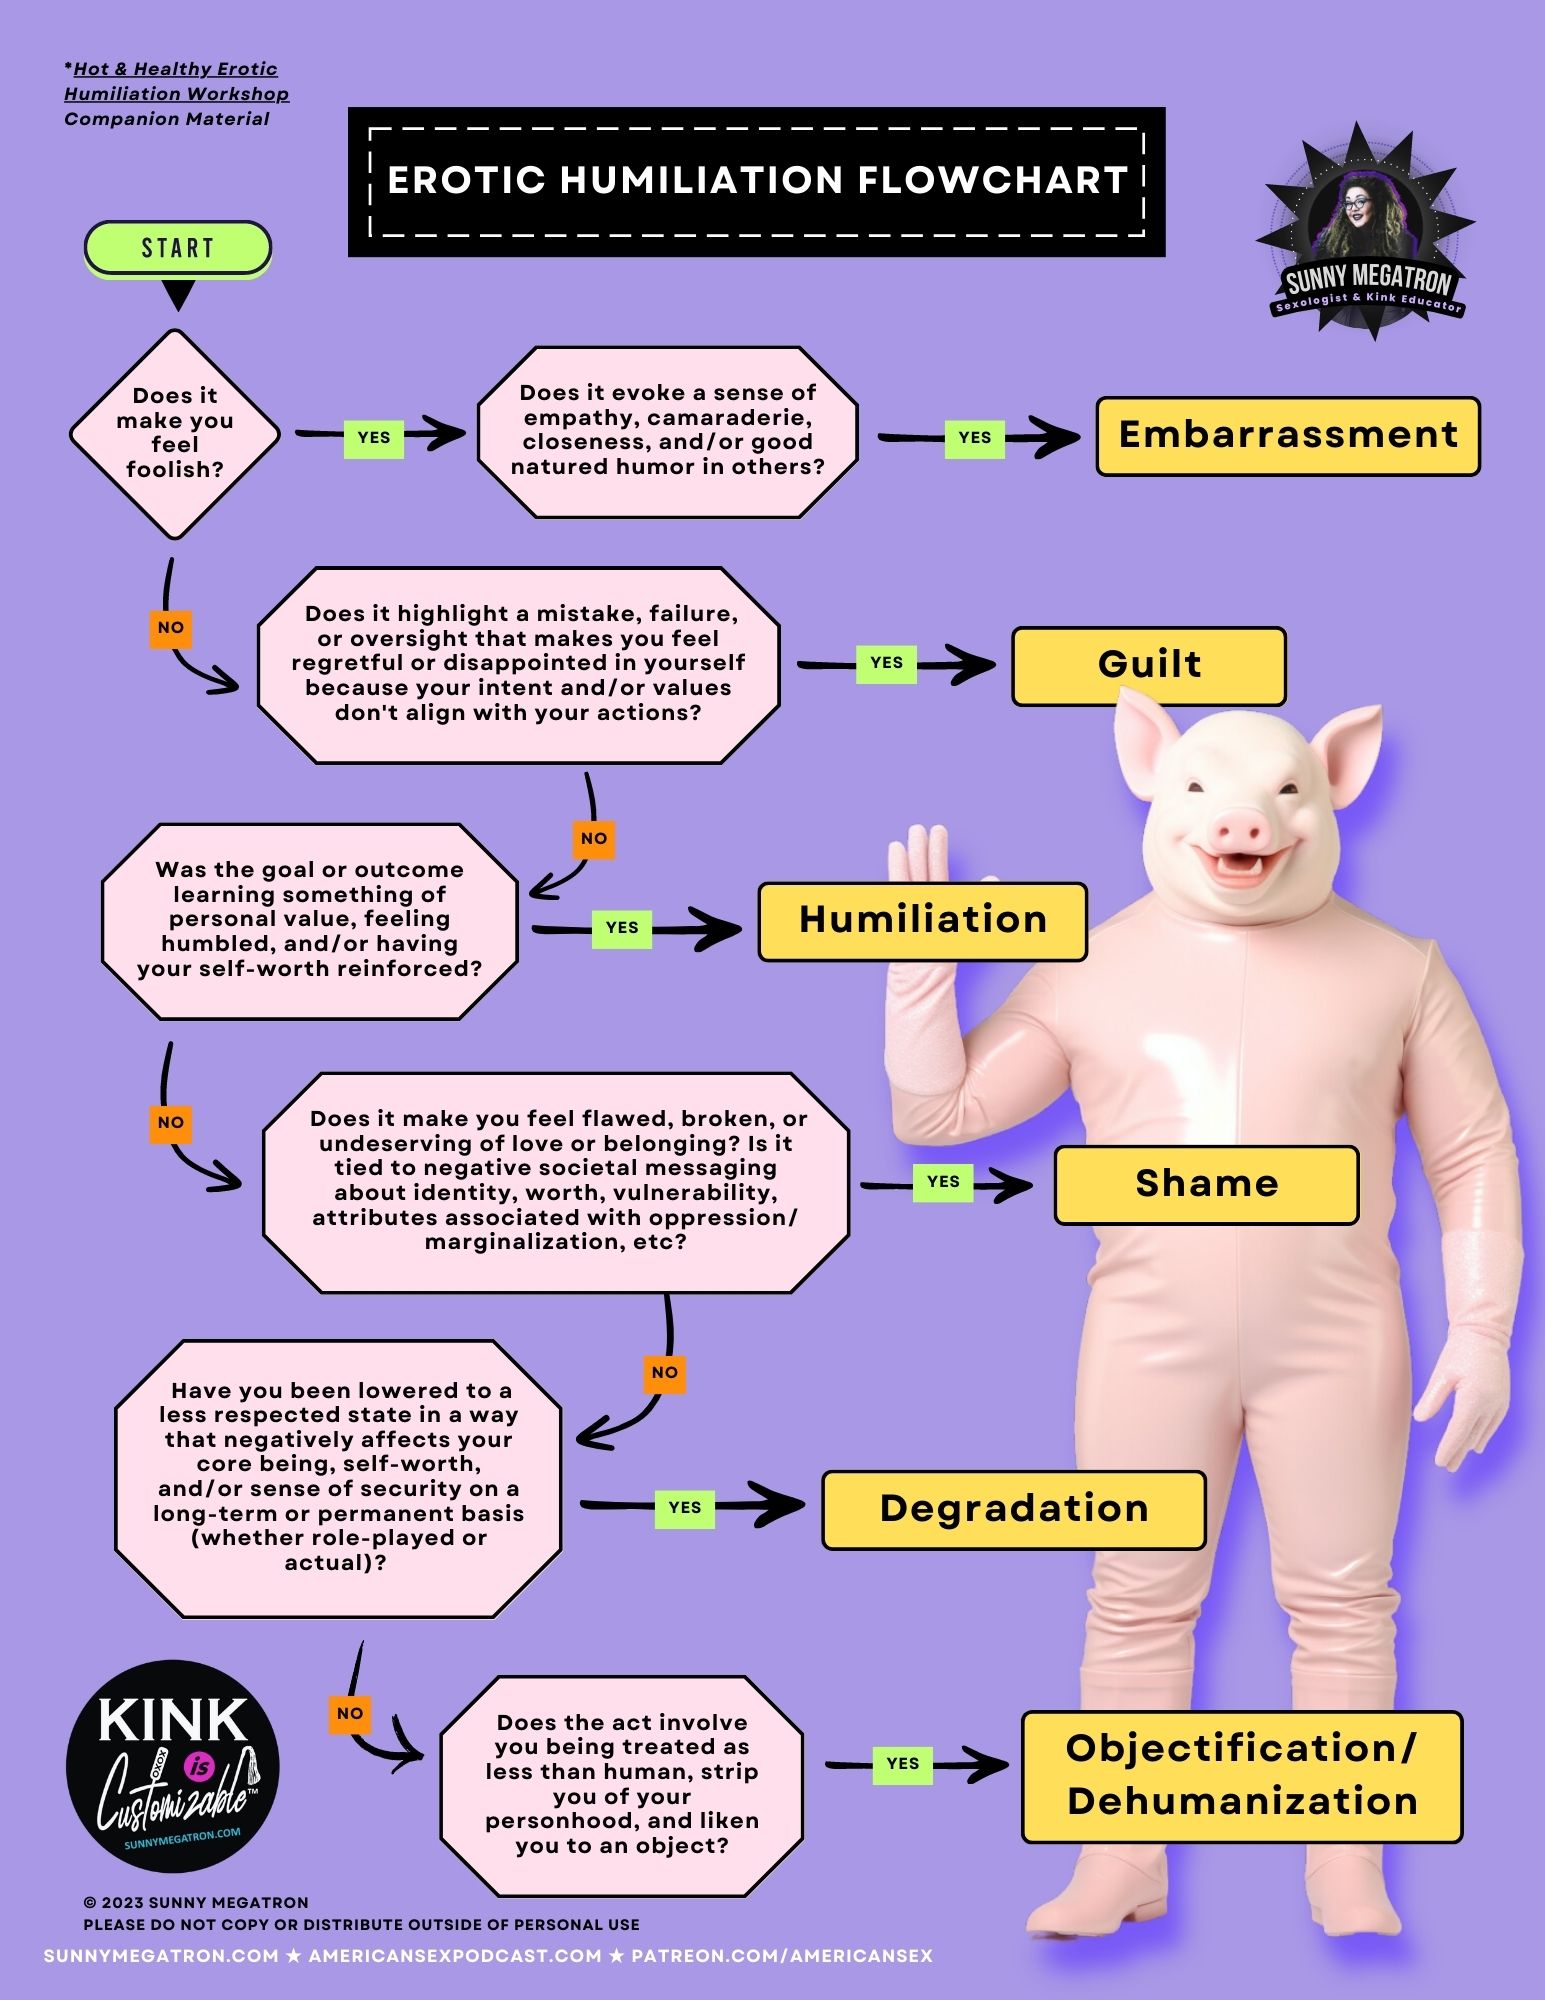 *Hot & Healthy Erotic
Humiliation Workshop
Companion Material
EROTIC HUMILIATION FLOWCHART
SUNNY MEGATRON
Sexologist & Kink Educator
START
Does it
make you
feel
foolish?
YES
Does it evoke a sense of
empathy, camaraderie,
closeness, and/or good
natured humor in others?
YES
Embarrassment
NO
Does it highlight a mistake, failure,
or oversight that makes you feel
regretful or disappointed in yourself
because your intent and/or values
don't align with your actions?
YES
Guilt
NO
Was the goal or outcome
learning something of
personal value, feeling
humbled, and/or having
your self-worth reinforced?
YES
Humiliation
NO
Does it make you feel flawed, broken, or
undeserving of love or belonging? Is it
tied to negative societal messaging
about identity, worth, vulnerability,
attributes associated with oppression/
marginalization, etc?
YES
Shame
NO
Have you been lowered to a
less respected state in a way
that negatively affects your
core being, self-worth,
and/or sense of security on a
long-term or permanent basis
(whether role-played or
actual)?
YES
Degradation
NO
Does the act involve
you being treated as
less than human, strip
you of your
personhood, and liken
you to an object?
YES
Objectification/
Dehumanization
KINK
XOXO
is
Customizable™
SUNNYMEGATRON.COM
© 2023 SUNNY MEGATRON
PLEASE DO NOT COPY OR DISTRIBUTE OUTSIDE OF PERSONAL USE
SUNNYMEGATRON.COM ★ AMERICANSEXPODCAST.COM ★ PATREON.COM/AMERICANSEX